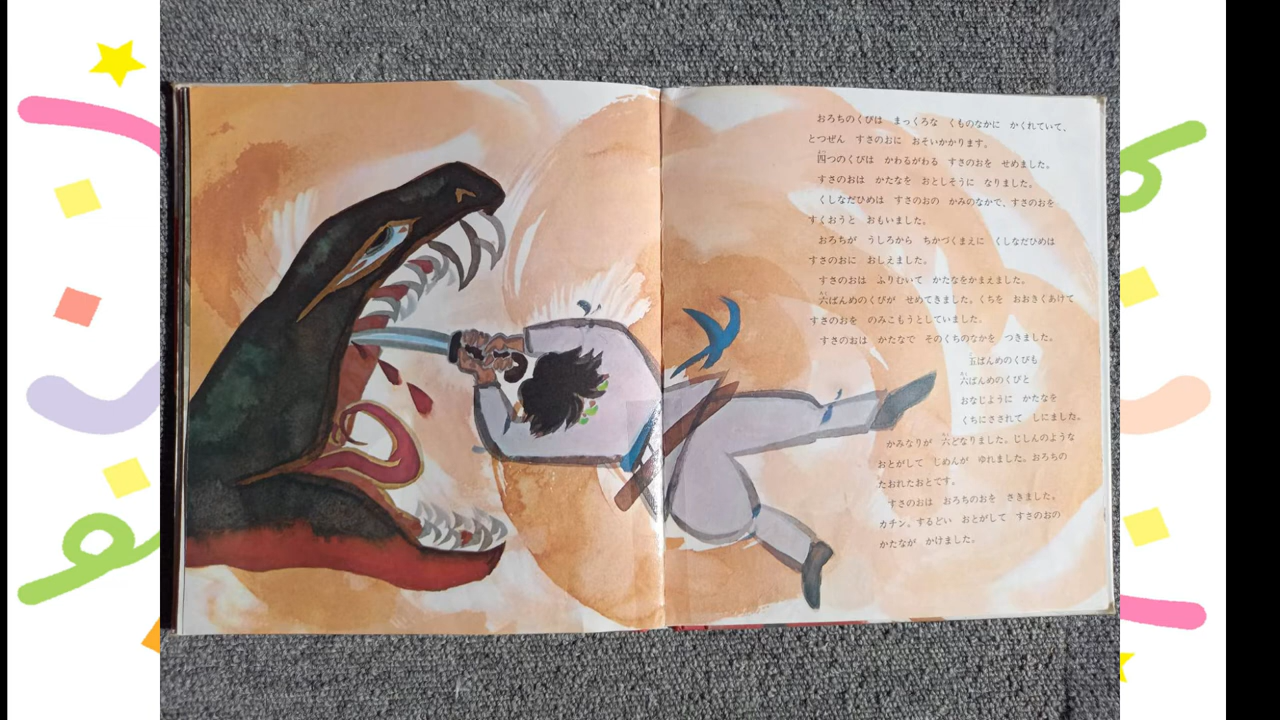 おろちのくびは　まっくろな　くものなかに　かくれていて、
とつぜん　すさのおに　おそいかかります。
四つのくびは　かわるがわる　すさのおを　せめました。
すさのおは　かたなを　おとしそうに　なりました。
くしなだひめは　すさのおの　かみのなかで、すさのおを
すくおうと　おもいました。
おろちが　うしろから　ちかづくまえに　くしなだひめは
すさのおに　おしえました。
すさのおは　ふりむいて　かたなをかまえました。
六ばんめのくびが　せめてきました。くちを　おおきくあけて
すさのおを　のみこもうとしていました。
すさのおは　かたなで　そのくちのなかを　つきました。
五ばんめのくびも
六ばんめのくびと
おなじように　かたなを
くちにさされて　しにました。
かみなりが　六どなりました。じしんのような
おとがして　じめんが　ゆれました。おろちの
たおれたおとです。
すさのおは　おろちのおを　さきました。
カチン。するどい　おとがして　すさのおの
かたなが　かけました。